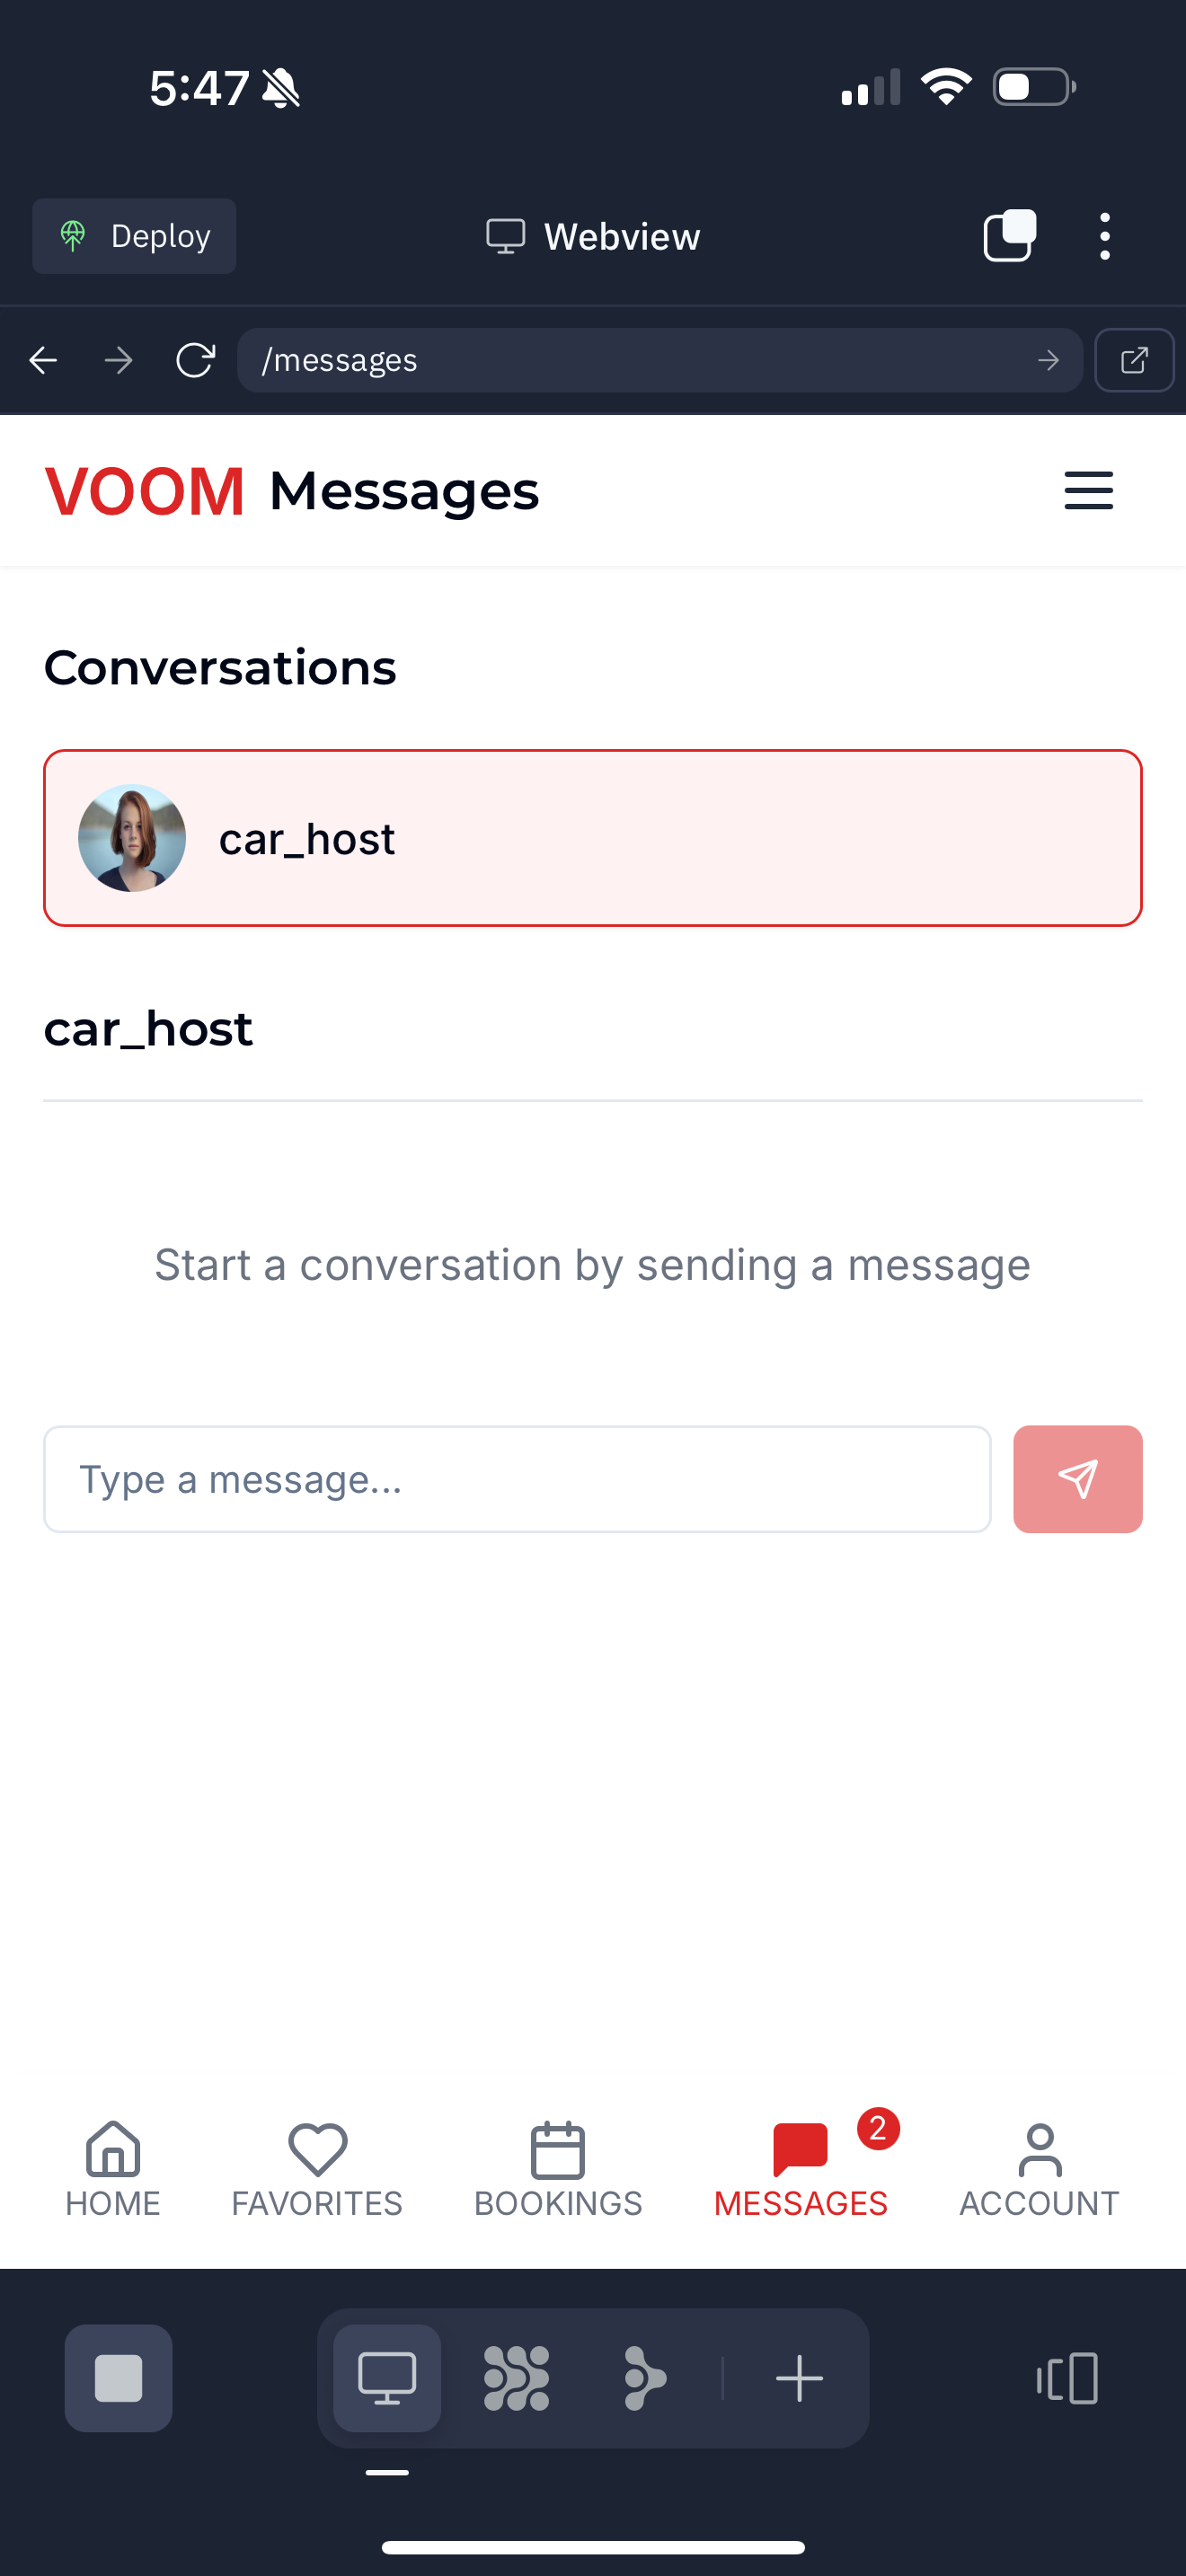 5:47
Deploy
Webview
/messages
VOOM Messages
Conversations
car_host
car_host
Start a conversation by sending a message
Type a message...
2
HOME FAVORITES BOOKINGS MESSAGES ACCOUNT